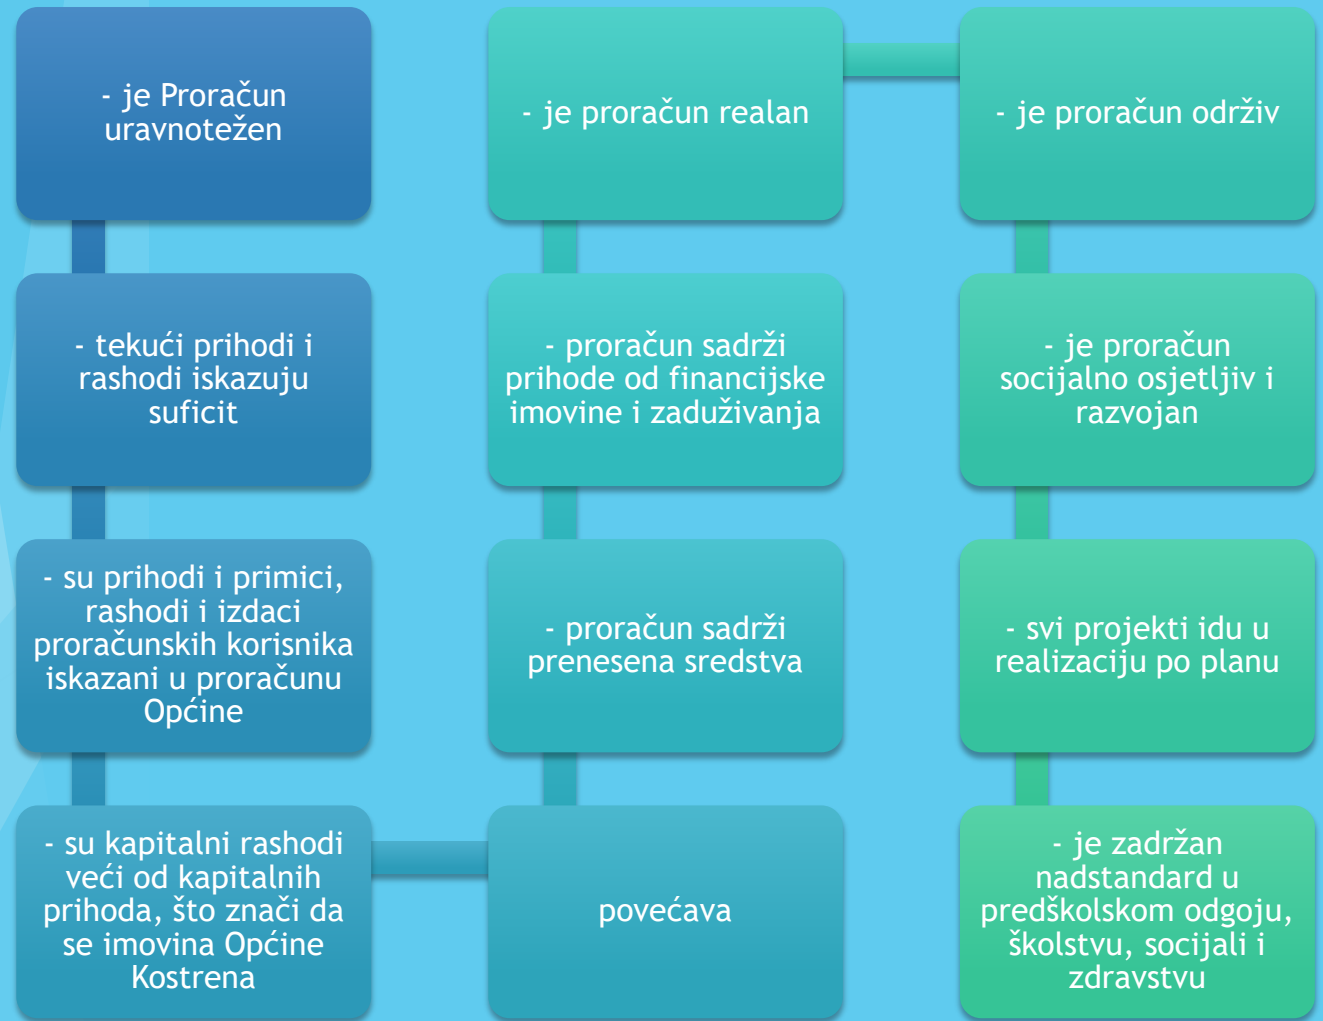 - je Proračun
uravnotežen
- tekući prihodi i
rashodi iskazuju
suficit
- su prihodi i primici,
rashodi i izdaci
proračunskih korisnika
iskazani u proračunu
Općine
- su kapitalni rashodi
veći od kapitalnih
prihoda, što znači da
se imovina Općine
Kostrena
povećava
- proračun sadrži
prenesena sredstva
- proračun sadrži
prihode od financijske
imovine i zaduživanja
- je proračun realan
- je proračun održiv
- je proračun
socijalno osjetljiv i
razvojan
- svi projekti idu u
realizaciju po planu
- je zadržan
nadstandard u
predškolskom odgoju,
školstvu, socijali i
zdravstvu